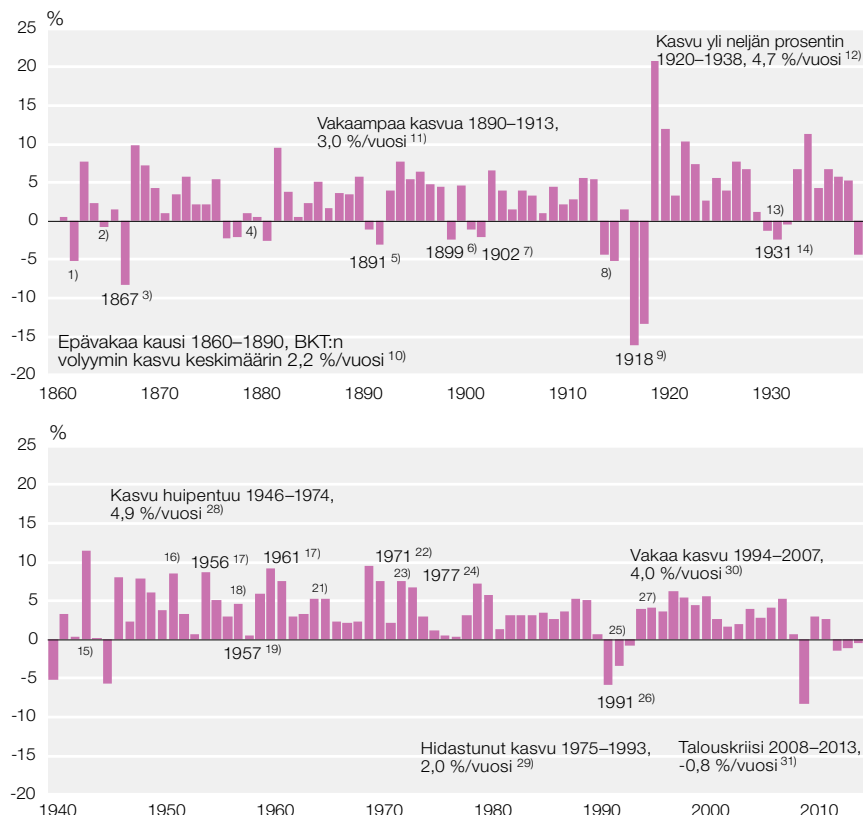 %
25
20
15
10
5
0
-5
-10
-15
-20
Kasvu yli neljän prosentin
1920–1938, 4,7 %/vuosi 12)
Vakaampaa kasvua 1890–1913,
3,0 %/vuosi 11)
1)
2)
1867 3)
4)
1891 5)
1899 6)
1902 7)
8)
1918 9)
13)
1931 14)
Epävakaa kausi 1860–1890, BKT:n
volyymin kasvu keskimäärin 2,2 %/vuosi 10)
1860 1870 1880 1890 1900 1910 1920 1930
%
25
20
15
10
5
0
-5
-10
-15
-20
Kasvu huipentuu 1946–1974,
4,9 %/vuosi 28)
15)
16)
1956 17)
18)
1957 19)
1961 17)
21)
1971 22)
23)
1977 24)
25)
1991 26)
27)
Vakaa kasvu 1994–2007,
4,0 %/vuosi 30)
Hidastunut kasvu 1975–1993,
2,0 %/vuosi 29)
Talouskriisi 2008–2013,
-0,8 %/vuosi 31)
1940 1950 1960 1970 1980 1990 2000 2010